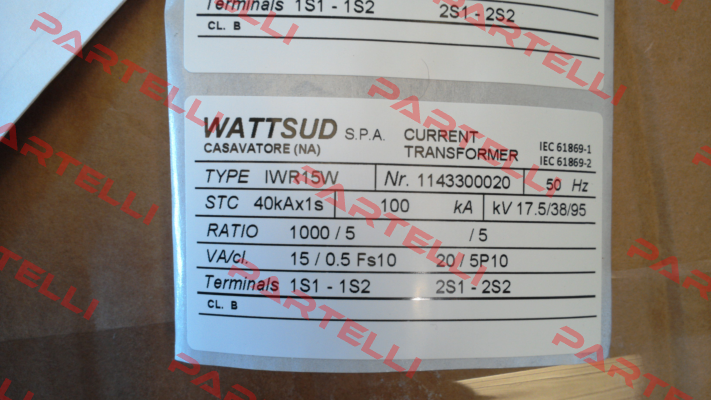 Terminals 1S1 - 1S2 2S1 - 2S2
CL. B
WATTSUD S.P.A. CURRENT TRANSFORMER IEC 61869-1
CASAVATORE (NA) IEC 61869-2
TYPE IWR15W Nr. 1143300020 50 Hz
STC 40kAx1s 100 kA kV 17.5/38/95
RATIO 1000 / 5 / 5
VA/cl. 15 / 0.5 Fs10 20 / 5P10
Terminals 1S1 - 1S2 2S1 - 2S2
CL. B
PARTELLI
PARTELLI
PARTELLI
PARTELLI
PARTELLI
PARTELLI
PARTELLI